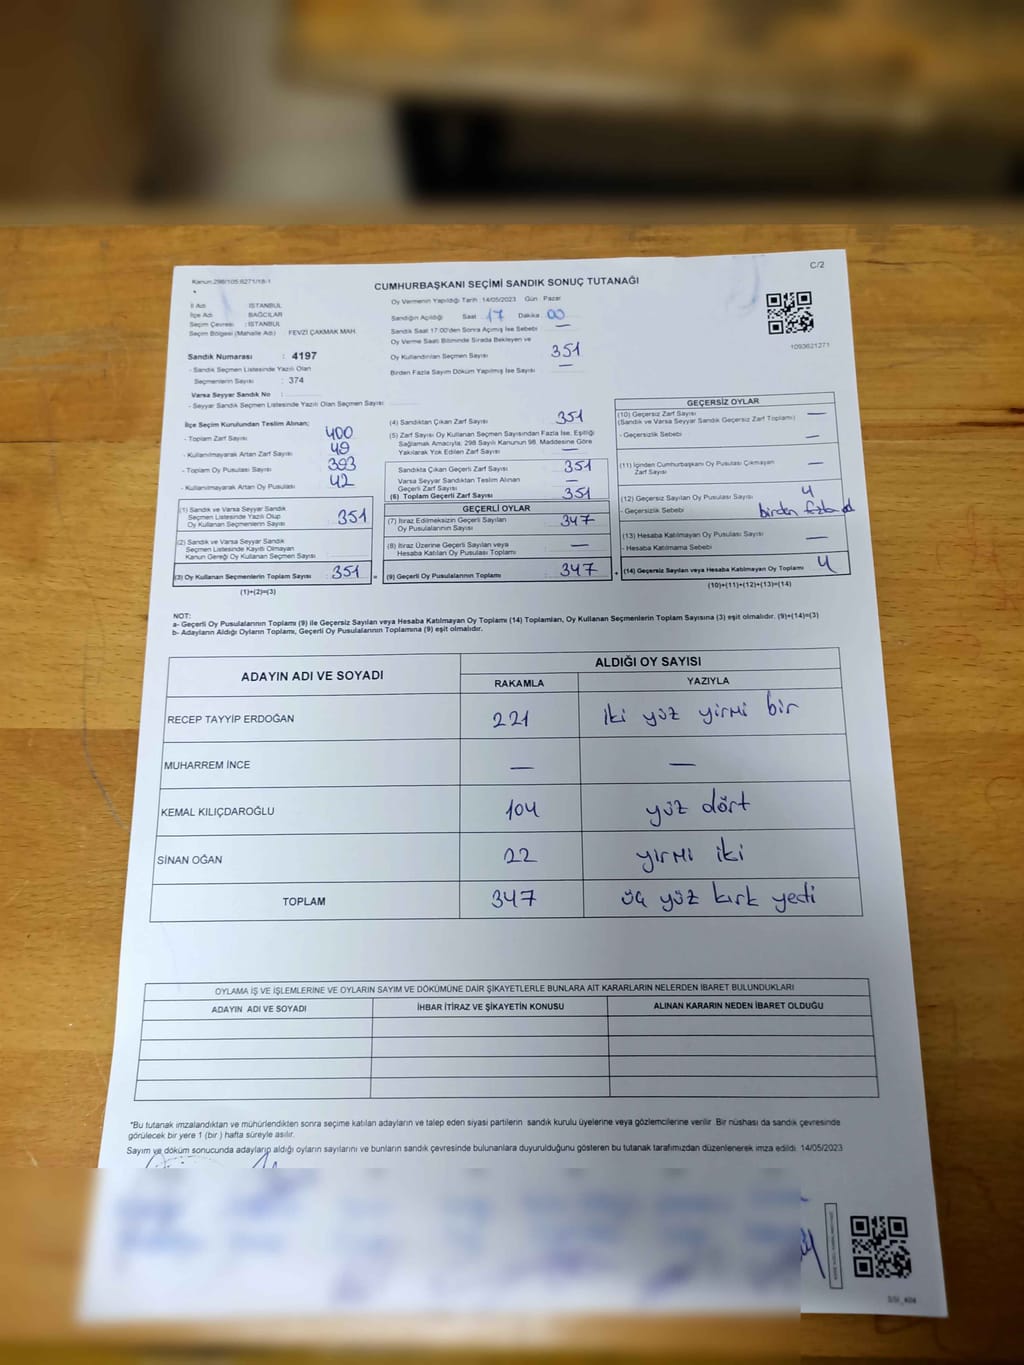 Kanun:298/105;6271/18-1
C/2
CUMHURBAŞKANI SEÇİMİ SANDIK SONUÇ TUTANAĞI
İl Adı : İSTANBUL
İlçe Adı : BAĞCILAR
Seçim Çevresi : İSTANBUL
Seçim Bölgesi (Mahalle Adı) : FEVZİ ÇAKMAK MAH.
Sandık Numarası : 4197
- Sandık Seçmen Listesinde Yazılı Olan
Seçmenlerin Sayısı : 374
Varsa Seyyar Sandık No :
- Seyyar Sandık Seçmen Listesinde Yazılı Olan Seçmen Sayısı :
Oy Vermenin Yapıldığı Tarih : 14/05/2023 Gün : Pazar
Sandığın Açıldığı Saat 17 Dakika 00
Sandık Saat 17:00'den Sonra Açılmış İse Sebebi —
Oy Verme Saati Bitiminde Sırada Bekleyen ve
Oy Kullandırılan Seçmen Sayısı 351
Birden Fazla Sayım Döküm Yapılmış İse Sayısı —
1093621271
İlçe Seçim Kurulundan Teslim Alınan;
- Toplam Zarf Sayısı : 400
- Kullanılmayarak Artan Zarf Sayısı : 49
- Toplam Oy Pusulası Sayısı : 393
- Kullanılmayarak Artan Oy Pusulası : 42
(1) Sandık ve Varsa Seyyar Sandık
Seçmen Listesinde Yazılı Olup
Oy Kullanan Seçmenlerin Sayısı : 351
(2) Sandık ve Varsa Seyyar Sandık
Seçmen Listesinde Kayıtlı Olmayan
Kanun Gereği Oy Kullanan Seçmen Sayısı :
(3) Oy Kullanan Seçmenlerin Toplam Sayısı : 351 =
(1)+(2)=(3)
(4) Sandıktan Çıkan Zarf Sayısı : 351
(5) Zarf Sayısı Oy Kullanan Seçmen Sayısından Fazla İse; Eşitliği
Sağlamak Amacıyla; 298 Sayılı Kanunun 98. Maddesine Göre
Yakılarak Yok Edilen Zarf Sayısı : —
Sandıkta Çıkan Geçerli Zarf Sayısı : 351
Varsa Seyyar Sandıktan Teslim Alınan
Geçerli Zarf Sayısı : —
(6) Toplam Geçerli Zarf Sayısı : 351
GEÇERLİ OYLAR
(7) İtiraz Edilmeksizin Geçerli Sayılan
Oy Pusulalarının Sayısı : 347
(8) İtiraz Üzerine Geçerli Sayılan veya
Hesaba Katılan Oy Pusulası Toplamı : —
(9) Geçerli Oy Pusulalarının Toplamı : 347 +
GEÇERSİZ OYLAR
(10) Geçersiz Zarf Sayısı : —
(Sandık ve Varsa Seyyar Sandık Geçersiz Zarf Toplamı)
- Geçersizlik Sebebi : —
(11) İçinden Cumhurbaşkanı Oy Pusulası Çıkmayan
Zarf Sayısı : —
(12) Geçersiz Sayılan Oy Pusulası Sayısı : 4
- Geçersizlik Sebebi : birden fazla
(13) Hesaba Katılmayan Oy Pusulası Sayısı : —
- Hesaba Katılmama Sebebi :
(14) Geçersiz Sayılan veya Hesaba Katılmayan Oy Toplamı : 4
(10)+(11)+(12)+(13)=(14)
NOT:
a- Geçerli Oy Pusulalarının Toplamı (9) ile Geçersiz Sayılan veya Hesaba Katılmayan Oy Toplamı (14) Toplamları, Oy Kullanan Seçmenlerin Toplam Sayısına (3) eşit olmalıdır. (9)+(14)=(3)
b- Adayların Aldığı Oyların Toplamı, Geçerli Oy Pusulalarının Toplamına (9) eşit olmalıdır.
ADAYIN ADI VE SOYADI
ALDIĞI OY SAYISI
RAKAMLA YAZIYLA
RECEP TAYYİP ERDOĞAN 221 iki yüz yirmi bir
MUHARREM İNCE — —
KEMAL KILIÇDAROĞLU 104 yüz dört
SİNAN OĞAN 22 yirmi iki
TOPLAM 347 üç yüz kırk yedi
OYLAMA İŞ VE İŞLEMLERİNE VE OYLARIN SAYIM VE DÖKÜMÜNE DAİR ŞİKAYETLERLE BUNLARA AİT KARARLARIN NELERDEN İBARET BULUNDUKLARI
ADAYIN ADI VE SOYADI İHBAR İTİRAZ VE ŞİKAYETİN KONUSU ALINAN KARARIN NEDEN İBARET OLDUĞU
*Bu tutanak imzalandıktan ve mühürlendikten sonra seçime katılan adayların ve talep eden siyasi partilerin sandık kurulu üyelerine veya gözlemcilerine verilir. Bir nüshası da sandık çevresinde
görülecek bir yere 1 (bir ) hafta süreyle asılır.
Sayım ve döküm sonucunda adayların aldığı oyların sayılarını ve bunların sandık çevresinde bulunanlara duyurulduğunu gösteren bu tutanak tarafımızdan düzenlenerek imza edildi. 14/05/2023